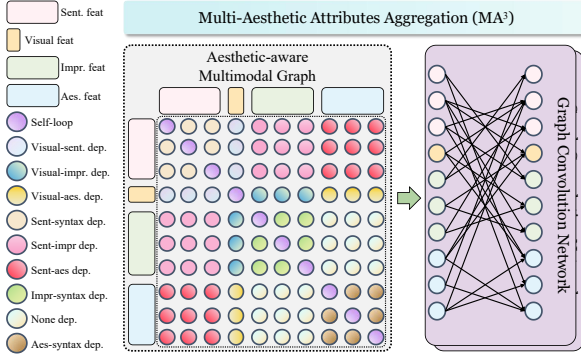 Sent. feat
Visual feat
Impr. feat
Aes. feat
Self-loop
Visual-sent. dep.
Visual-impr. dep.
Visual-aes. dep.
Sent-syntax dep.
Sent-impr dep.
Sent-aes dep.
Impr-syntax dep.
None dep.
Aes-syntax dep.
Multi-Aesthetic Attributes Aggregation (MA³)
Aesthetic-aware
Multimodal Graph
Graph Convolution Network